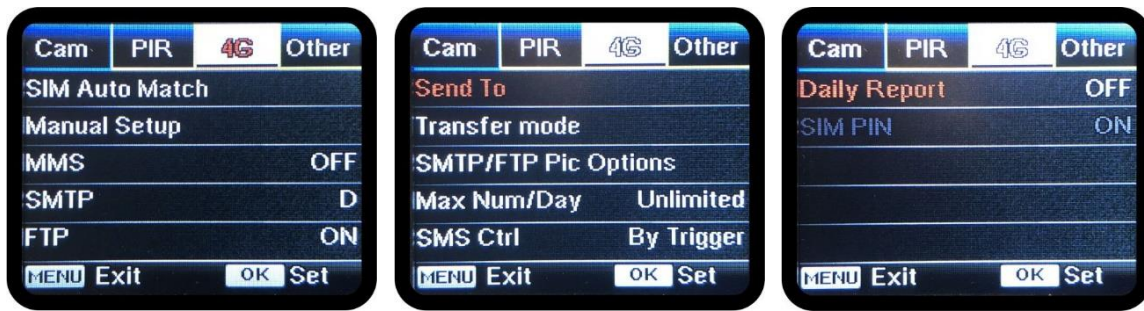 Cam PIR 4G Other
SIM Auto Match
Manual Setup
MMS OFF
SMTP D
FTP ON
MENU Exit OK Set
Cam PIR 4G Other
Send To
Transfer mode
SMTP/FTP Pic Options
Max Num/Day Unlimited
SMS Ctrl By Trigger
MENU Exit OK Set
Cam PIR 4G Other
Daily Report OFF
SIM PIN ON
MENU Exit OK Set